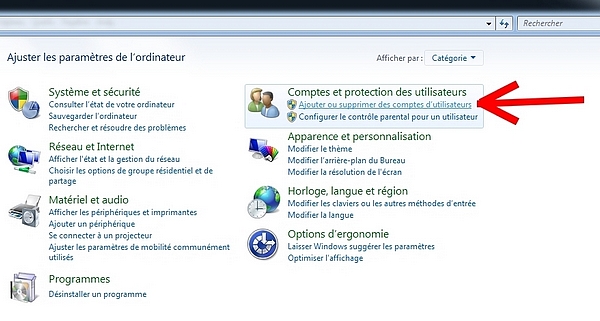 Rechercher
Ajuster les paramètres de l'ordinateur
Afficher par : Catégorie
Système et sécurité
Consulter l'état de votre ordinateur
Sauvegarder l'ordinateur
Rechercher et résoudre des problèmes
Réseau et Internet
Afficher l'état et la gestion du réseau
Choisir les options de groupe résidentiel et de
partage
Matériel et audio
Afficher les périphériques et imprimantes
Ajouter un périphérique
Se connecter à un projecteur
Ajuster les paramètres de mobilité communément
utilisés
Programmes
Désinstaller un programme
Comptes et protection des utilisateurs
Ajouter ou supprimer des comptes d'utilisateurs
Configurer le contrôle parental pour un utilisateur
Apparence et personnalisation
Modifier le thème
Modifier l'arrière-plan du Bureau
Modifier la résolution de l'écran
Horloge, langue et région
Modifier les claviers ou les autres méthodes d'entrée
Modifier la langue
Options d'ergonomie
Laisser Windows suggérer les paramètres
Optimiser l'affichage